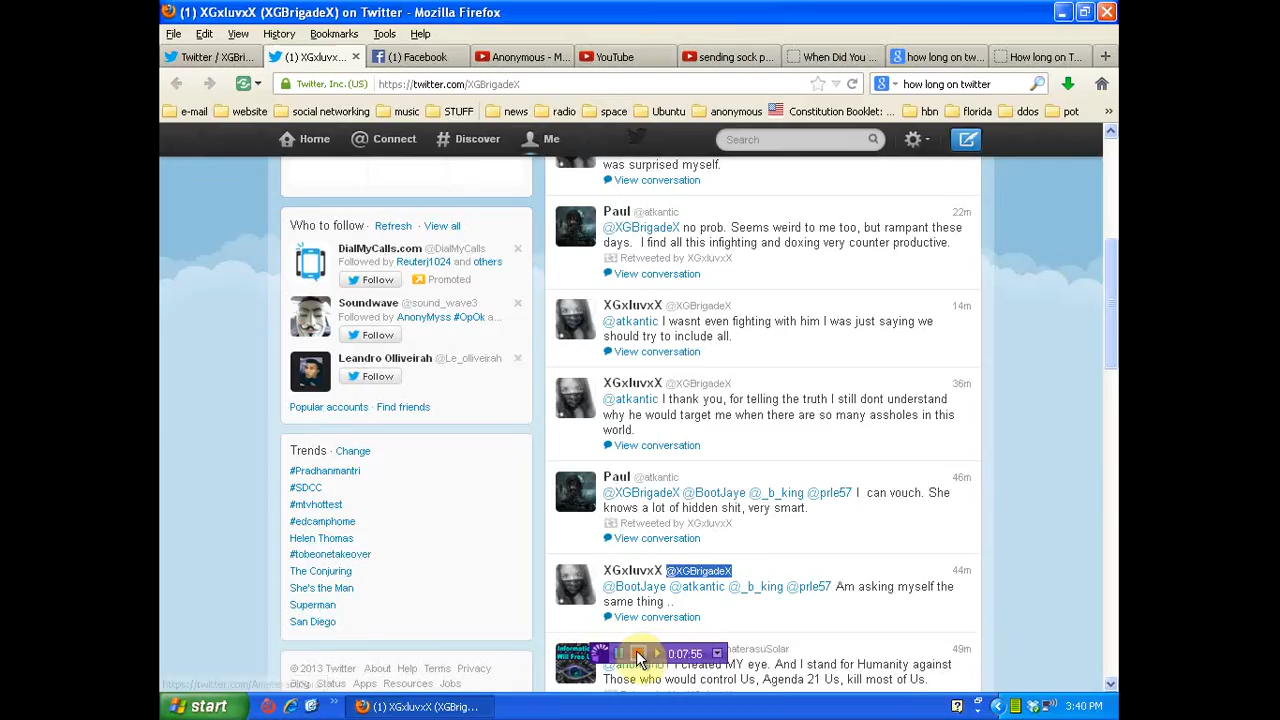 (1) XGxluvxX (XGBrigadeX) on Twitter - Mozilla Firefox
File View History Bookmarks Tools Help
Twitter / XGBri... (1) XGxluvx... (1) Facebook Anonymous - M... YouTube sending sock p... When Did You ... how long on tw... How long on T...
Twitter, Inc. (US) https://twitter.com/XGBrigadeX how long on twitter
e-mail website social networking music STUFF news radio space Ubuntu anonymous Constitution Booklet:... hbn florida ddos pot »
Home Connect Discover Me Search
was surprised myself.
View conversation
Who to follow Refresh View all
DialMyCalls.com @DialMyCalls
Followed by Reuterj1024 and others
Follow Promoted
Soundwave @sound_wave3
Followed by AnonyMyss #OpOk a...
Follow
Leandro Olliveirah @Le_olliveirah
Follow
Popular accounts · Find friends
Trends · Change
#Pradhanmantri
#SDCC
#mtvhottest
#edcamphome
Helen Thomas
#tobeonetakeover
The Conjuring
She's the Man
Superman
San Diego
© 2013 Twitter About Help Terms Privacy
Blog Status Apps Resources Jobs
Paul @atkantic 22m
@XGBrigadeX no prob. Seems weird to me too, but rampant these
days. I find all this infighting and doxing very counter productive.
Retweeted by XGxluvxX
View conversation
XGxluvxX @XGBrigadeX 14m
@atkantic I wasnt even fighting with him I was just saying we
should try to include all.
View conversation
XGxluvxX @XGBrigadeX 36m
@atkantic I thank you, for telling the truth I still dont understand
why he would target me when there are so many assholes in this
world.
View conversation
Paul @atkantic 46m
@XGBrigadeX @BootJaye @_b_king @prle57 I can vouch. She
knows a lot of hidden shit, very smart.
Retweeted by XGxluvxX
View conversation
XGxluvxX @XGBrigadeX 44m
@BootJaye @atkantic @_b_king @prle57 Am asking myself the
same thing ..
View conversation
0:07:55 materasuSolar 49m
I created MY eye. And I stand for Humanity against
Those who would control Us, Agenda 21 Us, kill most of Us.
start (1) XGxluvxX (XGBrig... 3:40 PM